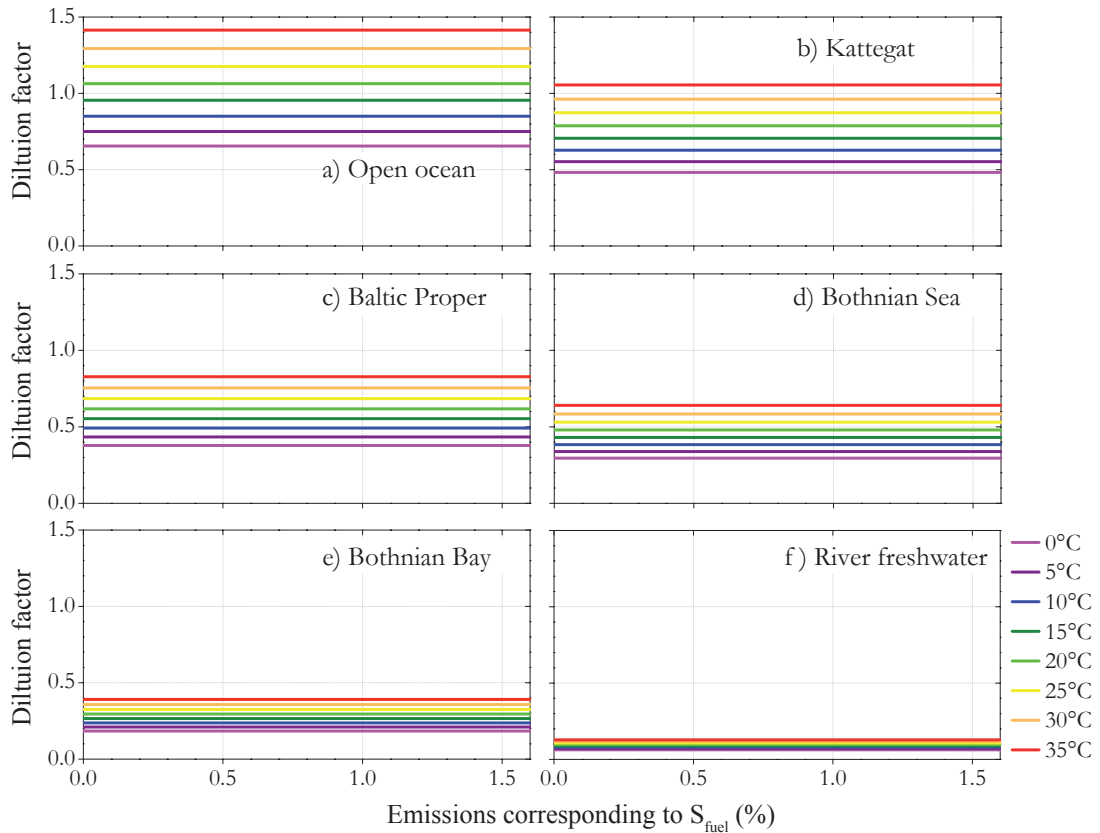 1.5
1.0
0.5
0.0
Diltuion factor
a) Open ocean
b) Kattegat
1.5
1.0
0.5
0.0
Diltuion factor
c) Baltic Proper
d) Bothnian Sea
1.5
1.0
0.5
0.0
Diltuion factor
e) Bothnian Bay
f ) River freshwater
0°C
5°C
10°C
15°C
20°C
25°C
30°C
35°C
0.0 0.5 1.0 1.5 0.0 0.5 1.0 1.5
Emissions corresponding to Sfuel (%)